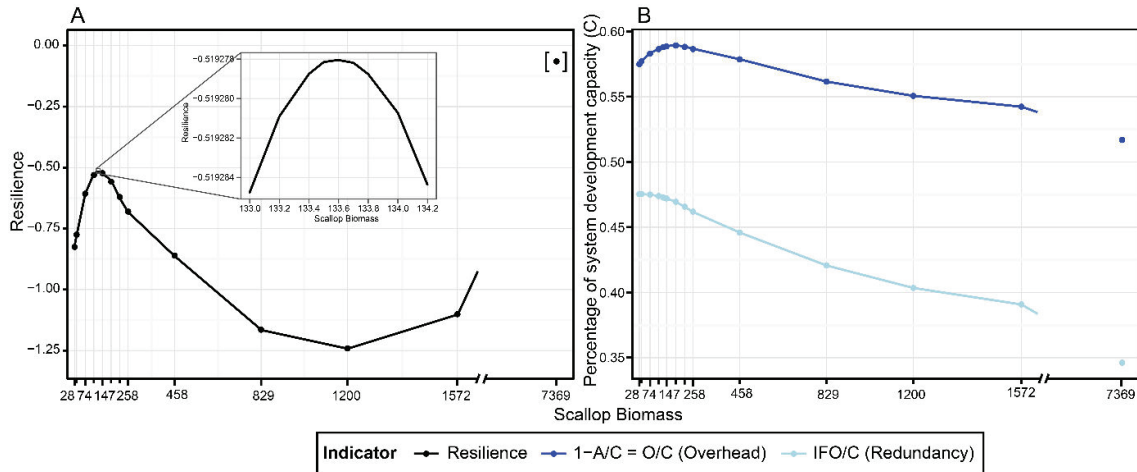 A
Resilience
0.00
−0.25
−0.50
−0.75
−1.00
−1.25
[•]
Resilience
−0.519278
−0.519280
−0.519282
−0.519284
133.0 133.2 133.4 133.6 133.8 134.0 134.2
Scallop Biomass
28 74 147 258 458 829 1200 1572 7369
B
Percentage of system development capacity (C)
0.60
0.55
0.50
0.45
0.40
0.35
28 74 147 258 458 829 1200 1572 7369
Scallop Biomass
Indicator Resilience 1−A/C = O/C (Overhead) IFO/C (Redundancy)